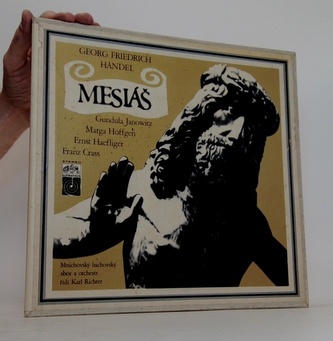 GEORG FRIEDRICH
HÄNDEL
MESIÁŠ
Gundula Janowitz
Marga Höffgen
Ernst Haefliger
Franz Crass
STEREO
Mnichovský bachovský
sbor a orchestr
řídí Karl Richter